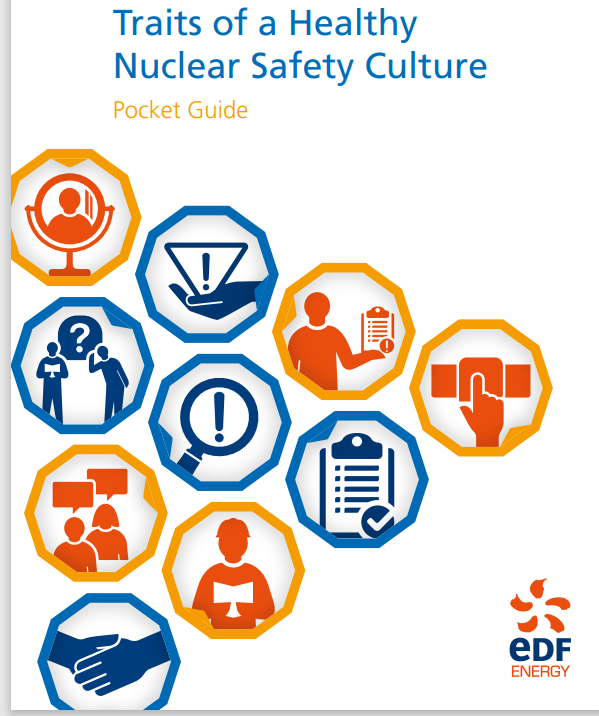 Traits of a Healthy
Nuclear Safety Culture
Pocket Guide
!
?
!
!
eDF
ENERGY